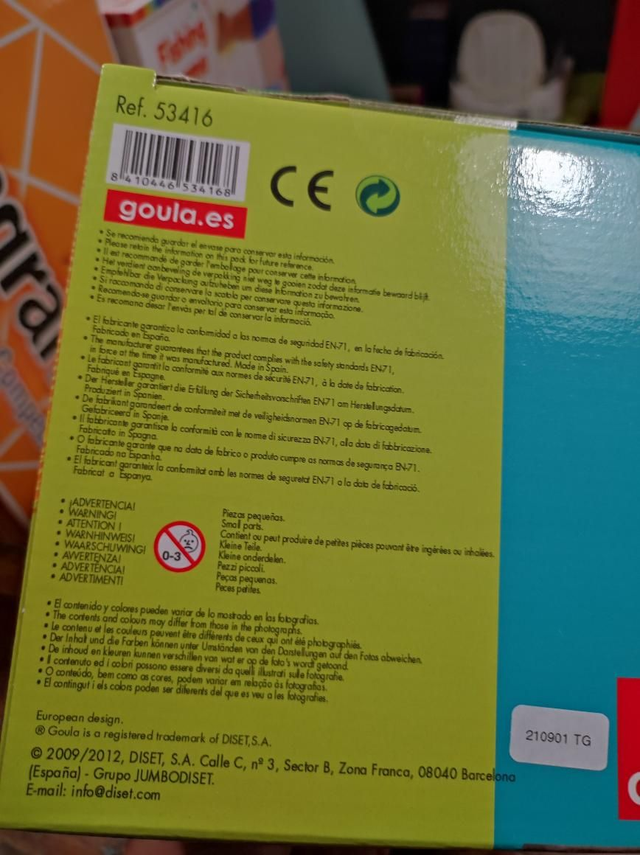 Fishing
Ref. 53416
8 410446 534168
CE
goula.es
• Se recomienda guardar el envase para conservar esta información.
• Please retain the information on this pack for future reference.
• Il est recommandé de garder l'emballage pour conserver cette information.
• Het verdient aanbeveling de verpakking niet weg te gooien zodat deze informatie bewaard blijft.
• Empfehlbar die Verpackung aufzubeheben um diese Information zu bewahren.
• Si raccomanda di conservare la scatola per conservare questa informazione.
• Recomenda-se guardar o envoltório para conservar esta informação.
• Es recomana desar l'envàs per tal de conservar la informació.
• El fabricante garantiza la conformidad a las normas de seguridad EN-71, en la fecha de fabricación.
Fabricado en España.
• The manufacturer guarantees that the product complies with the safety standards EN-71,
in force at the time it was manufactured. Made in Spain.
• Le fabricant garantit la conformité aux normes de sécurité EN-71, à la date de fabrication.
Fabriqué en Espagne.
• Der Hersteller garantiert die Erfüllung der Sicherheitsvorschriften EN-71 am Herstellungsdatum.
Produziert in Spanien.
• De fabrikant garandeert de conformiteit met de veiligheidsnormen EN-71 op de fabricagedatum.
Gefabriceerd in Spanje.
• Il fabbricante garantisce la conformità con le norme di sicurezza EN-71, alla data di fabbricazione.
Fabbricato in Spagna.
• O fabricante garante que na data de fabrico o produto cumpre as normas de segurança EN-71.
Fabricado na Espanha.
• El fabricant garanteix la conformitat amb les normes de seguretat EN-71 a la data de fabricació.
Fabricat a Espanya.
• ¡ADVERTENCIA! Piezas pequeñas.
• WARNING! Small parts.
• ATTENTION ! Contient ou peut produire de petites pièces pouvant être ingérées ou inhalées.
• WARNHINWEIS! Kleine Teile.
• WAARSCHUWING! Kleine onderdelen.
• AVVERTENZA! Pezzi piccoli.
• ADVERTÊNCIA! Peças pequenas.
• ADVERTIMENT! Peces petites.
0-3
• El contenido y colores pueden variar de lo mostrado en las fotografías.
• The contents and colours may differ from those in the photographs.
• Le contenu et les couleurs peuvent être différents de ceux qui ont été photographiés.
• Der Inhalt und die Farben können unter Umständen von den Darstellungen auf den Fotos abweichen.
• De inhoud en kleuren kunnen verschillen van wat er op de foto's wordt getoond.
• Il contenuto ed i colori possono essere diversi da quelli illustrati sulle fotografie.
• O conteúdo, bem como as cores, podem variar em relação às fotografias.
• El contingut i els colors poden ser diferents del que es veu a les fotografies.
European design.
® Goula is a registered trademark of DISET,S.A.
© 2009/2012, DISET, S.A. Calle C, nº 3, Sector B, Zona Franca, 08040 Barcelona
(España) - Grupo JUMBODISET.
E-mail: info@diset.com
210901 TG